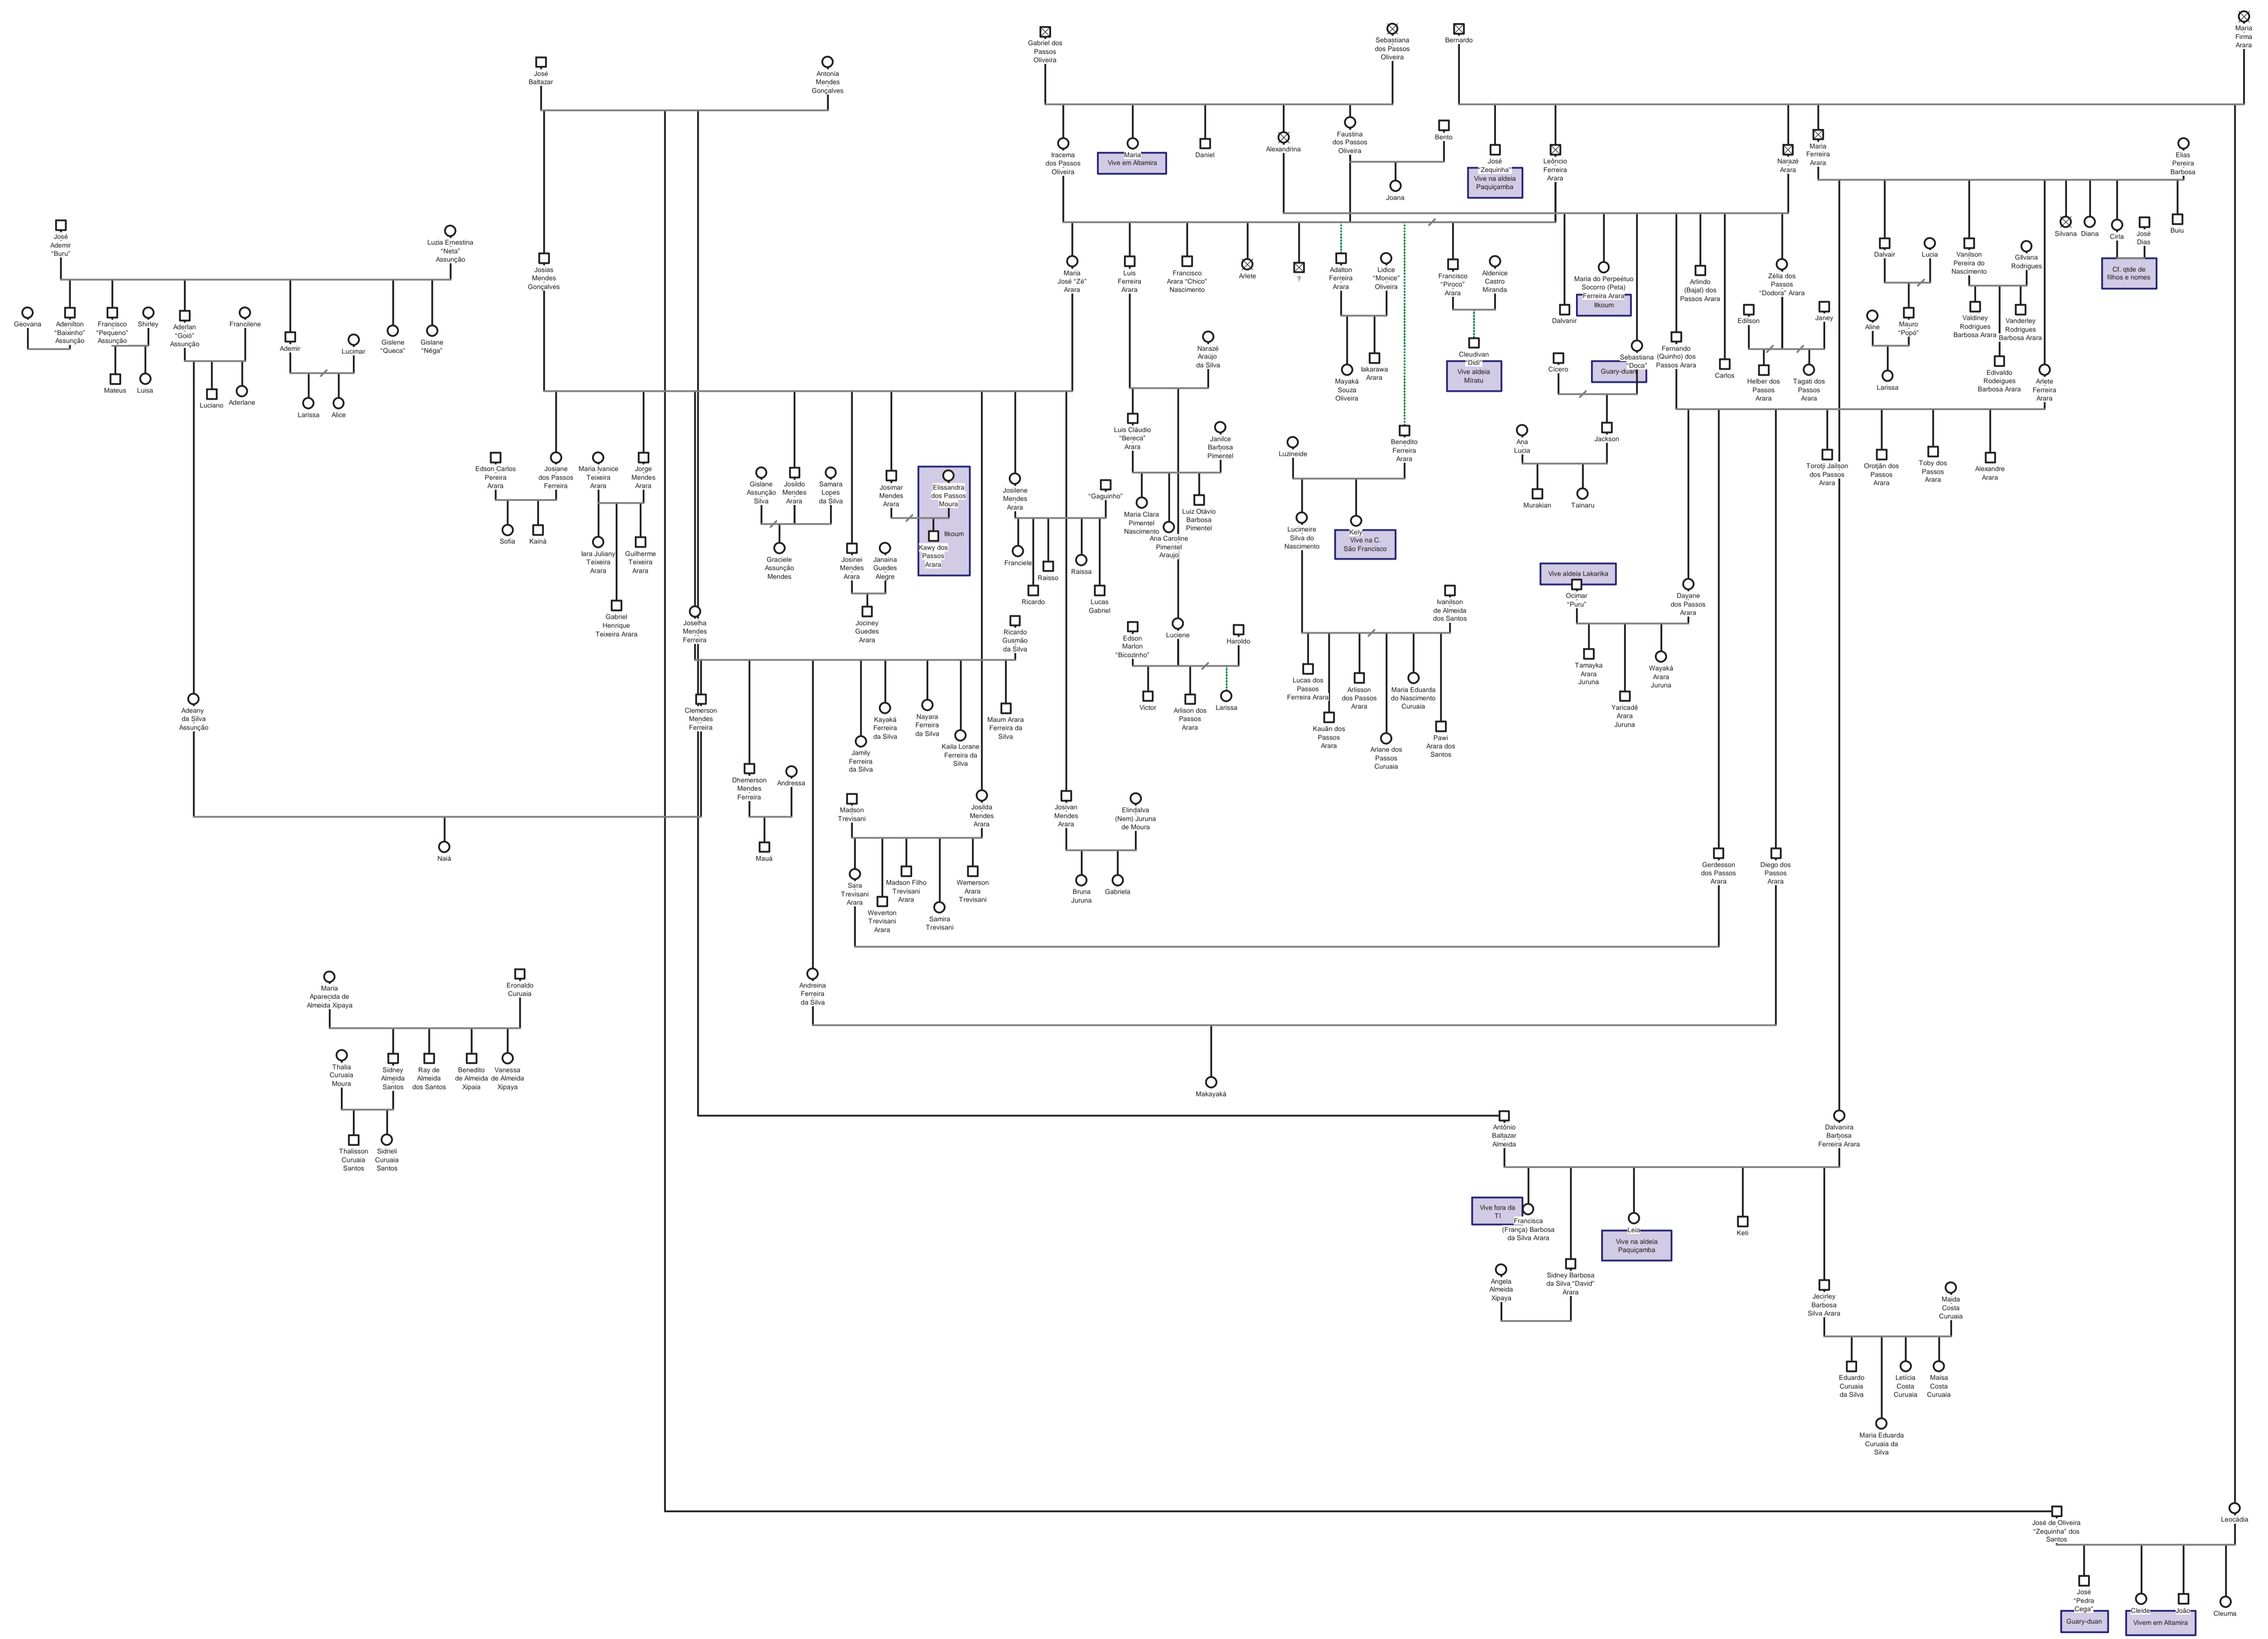 Gabriel dos
Passos
Oliveira
Sebastiana
dos Passos
Oliveira
Bernardo
Maria
Firma
Arara
José
Baltazar
Antonia
Mendes
Gonçalves
Iracema
dos Passos
Oliveira
Maria
Vive em Altamira
Daniel
Alexandrina
Faustina
dos Passos
Oliveira
Bento
Joana
José
"Zequinha"
Vive na aldeia
Paquiçamba
Leôncio
Ferreira
Arara
Narazé
Arara
Maria
Ferreira
Arara
Elias
Pereira
Barbosa
José
Ademir
"Buru"
Luzia Ernestina
"Neta"
Assunção
Josias
Mendes
Gonçalves
Maria
José "Zé"
Arara
Luis
Ferreira
Arara
Francisco
Arara "Chico"
Nascimento
Arlete
?
Adalton
Ferreira
Arara
Lidice
"Monice"
Oliveira
Francisco
"Piroco"
Arara
Aldenice
Castro
Miranda
Dalvanir
Maria do Perpeétuo
Socorro (Peta)
Ferreira Arara
Itkoum
Sebastiana
"Doca"
Guary-duan
Fernando
(Quinho) dos
Passos Arara
Arlindo
(Bajal) dos
Passos Arara
Carlos
Zélia dos
Passos
"Dodora" Arara
Edilson
Janey
Helber dos
Passos
Arara
Tagati dos
Passos
Arara
Dalvair
Lucia
Aline
Mauro
"Popó"
Larissa
Vanilson
Pereira do
Nascimento
Gilvana
Rodrigues
Valdiney
Rodrigues
Barbosa Arara
Vanderley
Rodrigues
Barbosa Arara
Edivaldo
Rodeigues
Barbosa Arara
Arlete
Ferreira
Arara
Silvana
Diana
Cirla
José
Dias
Cf. qtde de
filhos e nomes
Buiu
Geovana
Adenilton
"Baixinho"
Assunção
Francisco
"Pequeno"
Assunção
Shirley
Mateus
Luisa
Aderlan
"Goió"
Assunção
Francilene
Luciano
Aderlane
Ademir
Lucimar
Larissa
Alice
Gislene
"Queca"
Gislane
"Nêga"
Narazé
Araújo
da Silva
Mayaká
Souza
Oliveira
Iakarawa
Arara
Cleudivan
"Didi"
Vive aldeia
Miratu
Cícero
Jackson
Ana
Lucia
Murakian
Tainaru
Edson Carlos
Pereira
Arara
Josiane
dos Passos
Ferreira
Sofia
Kainá
Maria Ivanice
Teixeira
Arara
Jorge
Mendes
Arara
Iara Juliany
Teixeira
Arara
Guilherme
Teixeira
Arara
Gabriel
Henrique
Teixeira Arara
Gislane
Assunção
Silva
Josildo
Mendes
Arara
Samara
Lopes
da Silva
Graciele
Assunção
Mendes
Josimar
Mendes
Arara
Elissandra
dos Passos
Moura
Itkoum
Kawy dos
Passos
Arara
Josinei
Mendes
Arara
Janaina
Guedes
Alegre
Jociney
Guedes
Arara
Josilene
Mendes
Arara
"Gaguinho"
Franciele
Ricardo
Raisso
Raissa
Lucas
Gabriel
Luis Cláudio
"Bereca"
Arara
Janilce
Barbosa
Pimentel
Maria Clara
Pimentel
Nascimento
Ana Caroline
Pimentel
Araujo
Luiz Otávio
Barbosa
Pimentel
Luzineide
Benedito
Ferreira
Arara
Lucimeire
Silva do
Nascimento
Kely
Vive na C.
São Francisco
Ivanilson
de Almeida
dos Santos
Lucas dos
Passos
Ferreira Arara
Kauãn dos
Passos
Arara
Arlisson
dos Passos
Arara
Arlane dos
Passos
Curuaia
Maria Eduarda
do Nascimento
Curuaia
Pawi
Arara dos
Santos
Torotji Jailson
dos Passos
Arara
Orotjãn dos
Passos
Arara
Toby dos
Passos
Arara
Alexandre
Arara
Vive aldeia Lakarika
Ocimar
"Puru"
Dayane
dos Passos
Arara
Tamayka
Arara
Juruna
Yaricadê
Arara
Juruna
Wayaká
Arara
Juruna
Joselha
Mendes
Ferreira
Ricardo
Gusmão
da Silva
Edson
Marlon
"Bicozinho"
Luciene
Haroldo
Victor
Arlison dos
Passos
Arara
Larissa
Adeany
da Silva
Assunção
Clemerson
Mendes
Ferreira
Naiá
Dhemerson
Mendes
Ferreira
Andressa
Mauá
Jamily
Ferreira
da Silva
Kayaká
Ferreira
da Silva
Nayara
Ferreira
da Silva
Kaila Lorane
Ferreira da
Silva
Maum Arara
Ferreira da
Silva
Madson
Trevisani
Josilda
Mendes
Arara
Sara
Trevisani
Arara
Weverton
Trevisani
Arara
Madson Filho
Trevisani
Arara
Samira
Trevisani
Wemerson
Arara
Trevisani
Josivan
Mendes
Arara
Elindalva
(Nem) Juruna
de Moura
Bruna
Juruna
Gabriela
Gerdesson
dos Passos
Arara
Diego dos
Passos
Arara
Andreina
Ferreira
da Silva
Makayaká
Maria
Aparecida de
Almeida Xipaya
Eronaldo
Curuaia
Thalia
Curuaia
Moura
Sidney
Almeida
Santos
Ray de
Almeida
dos Santos
Benedito
de Almeida
Xipaia
Vanessa
de Almeida
Xipaya
Thalisson
Curuaia
Santos
Sidrieli
Curuaia
Santos
Antônio
Baltazar
Almeida
Dalvanira
Barbosa
Ferreira Arara
Vive fora da
TI
Francisca
(França) Barbosa
da Silva Arara
Leia
Vive na aldeia
Paquiçamba
Keti
Angela
Almeida
Xipaya
Sidney Barbosa
da Silva "David"
Arara
Jecirley
Barbosa
Silva Arara
Maida
Costa
Curuaia
Eduardo
Curuaia
da Silva
Maria Eduarda
Curuaia da
Silva
Letícia
Costa
Curuaia
Maisa
Costa
Curuaia
José de Oliveira
"Zequinha" dos
Santos
Leocádia
José
"Pedra
Cega"
Guary-duan
Cleide
João
Vivem em Altamira
Cleuma